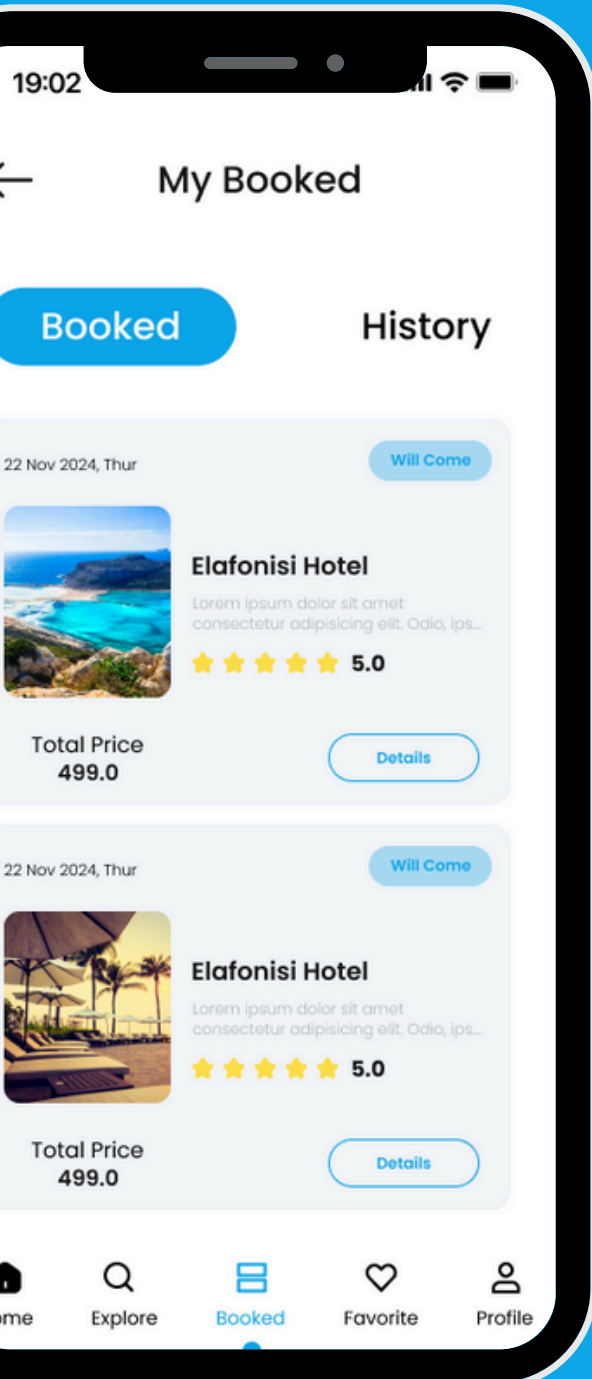 19:02
My Booked
Booked
History
22 Nov 2024, Thur
Will Come
Elafonisi Hotel
Lorem ipsum dolor sit amet
consectetur adipisicing elit. Odio, ips...
5.0
Total Price
499.0
Details
22 Nov 2024, Thur
Will Come
Elafonisi Hotel
Lorem ipsum dolor sit amet
consectetur adipisicing elit. Odio, ips...
5.0
Total Price
499.0
Details
ome
Explore
Booked
Favorite
Profile